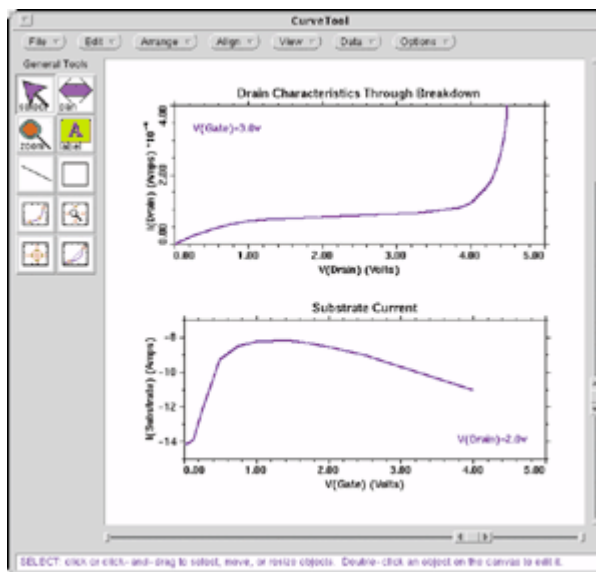 CurveTool
File Edit Arrange Align View Data Options
General Tools
select pan
zoom label
Drain Characteristics Through Breakdown
V(Gate)=3.0v
I(Drain) (Amps) *10^-4
4.00
2.00
0.00
0.00 1.00 2.00 3.00 4.00 5.00
V(Drain) (Volts)
Substrate Current
I(Substrate) (Amps)
-8
-10
-12
-14
V(Drain)=2.0v
0.00 1.00 2.00 3.00 4.00 5.00
V(Gate) (Volts)
SELECT: click or click-and-drag to select, move, or resize objects. Double-click an object on the canvas to edit it.